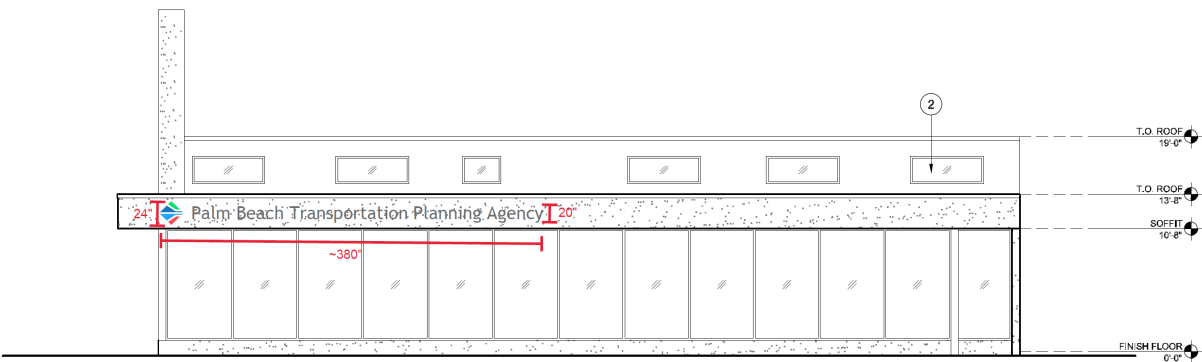 2
T.O. ROOF
19'-0"
T.O. ROOF
13'-8"
24"
Palm Beach Transportation Planning Agency
20"
SOFFIT
10'-8"
~380"
FINISH FLOOR
0'-0"